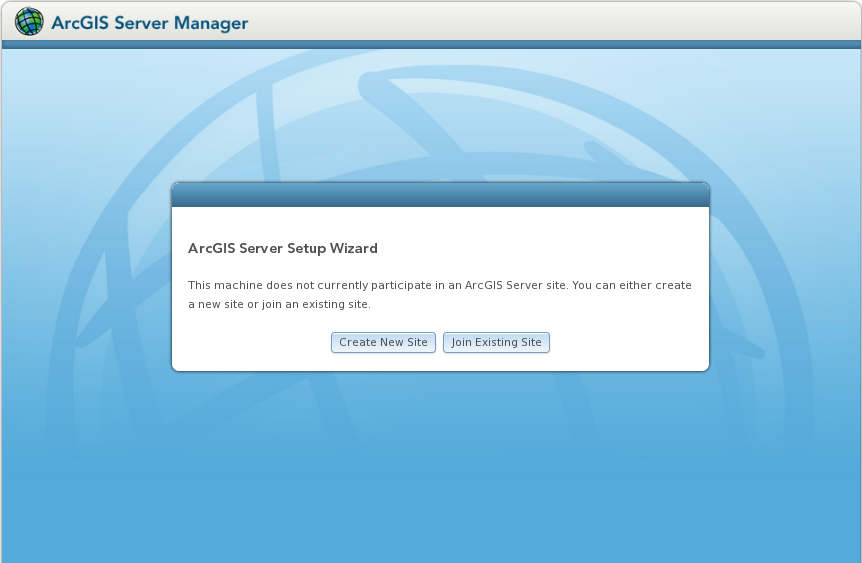 ArcGIS Server Manager
ArcGIS Server Setup Wizard
This machine does not currently participate in an ArcGIS Server site. You can either create
a new site or join an existing site.
Create New Site Join Existing Site